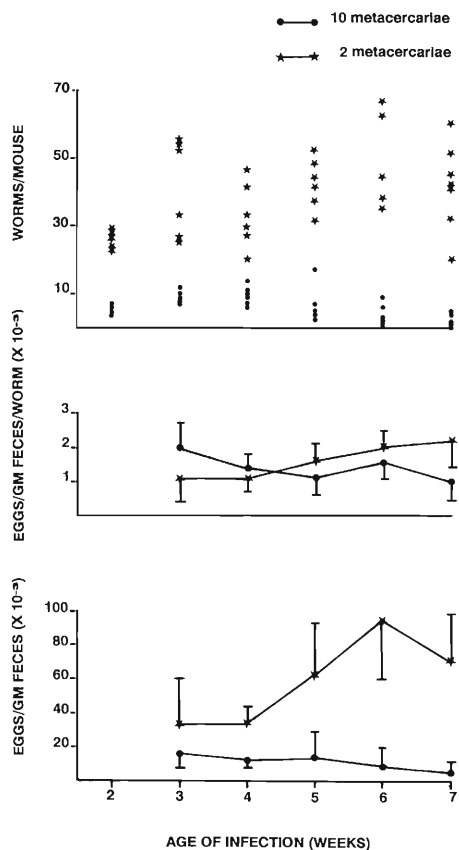 10 metacercariae
2 metacercariae
WORMS/MOUSE
70
50
30
10
EGGS/GM FECES/WORM (X 10⁻³)
3
2
1
EGGS/GM FECES (X 10⁻³)
100
80
60
40
20
2 3 4 5 6 7
AGE OF INFECTION (WEEKS)